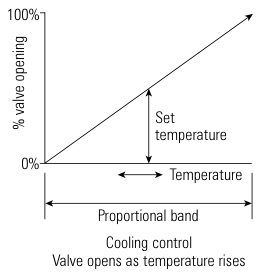 100%
% valve opening
Set
temperature
0%
Temperature
Proportional band
Cooling control
Valve opens as temperature rises